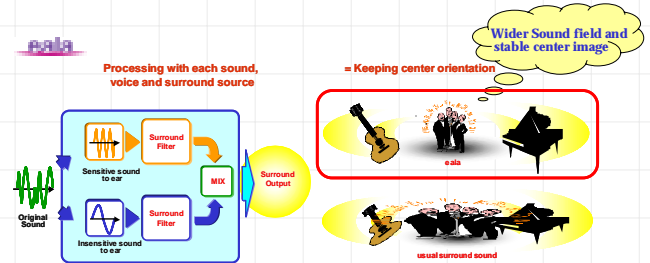 eala
Wider Sound field and
stable center image
Processing with each sound,
voice and surround source
= Keeping center orientation
Surround
Filter
Sensitive sound
to ear
MIX
Surround
Output
Original
Sound
Surround
Filter
Insensitive sound
to ear
eala
usual surround sound